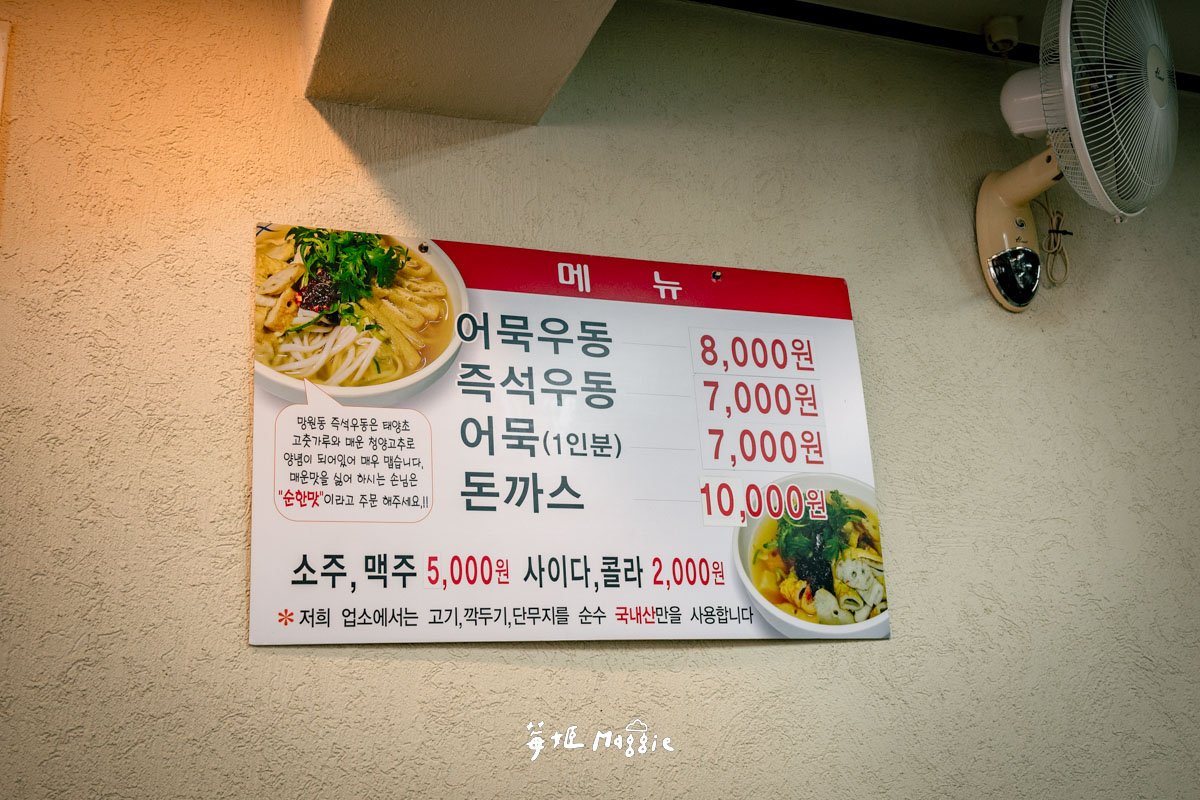 메뉴
어묵우동 8,000원
즉석우동 7,000원
어묵(1인분) 7,000원
돈까스 10,000원
망원동 즉석우동은 태양초
고춧가루와 매운 청양고추로
양념이 되어있어 매우 맵습니다.
매운맛을 싫어 하시는 손님은
"순한맛"이라고 주문 해주세요.!!
소주, 맥주 5,000원 사이다,콜라 2,000원
*저희 업소에서는 고기,깍두기,단무지를 순수 국내산만을 사용합니다
莓姬 Maggie